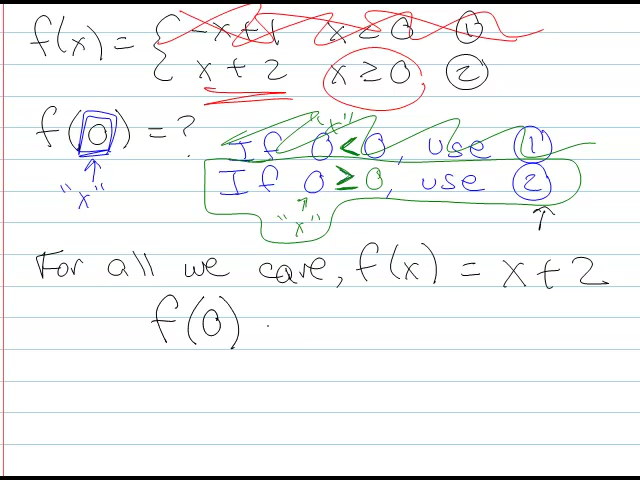 f(x) = { -x + 1 x < 0 ①
x + 2 x ≥ 0 ②
f(0) = ?
"x"
"x"
If 0 < 0, use ①
If 0 ≥ 0, use ②
"x"
For all we care, f(x) = x + 2
f(0)